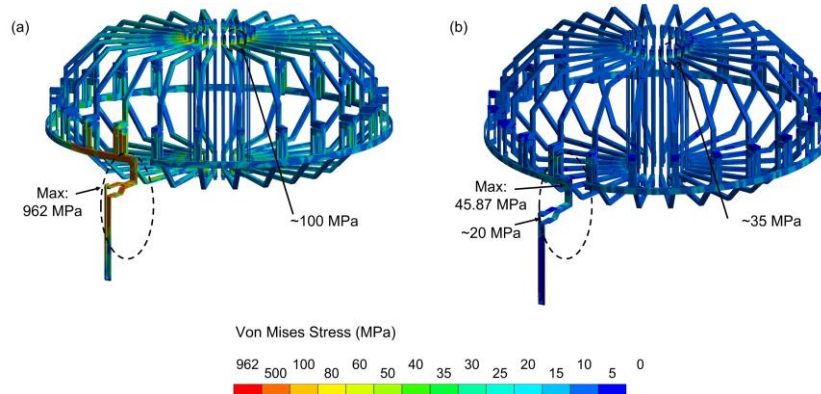 (a)
(b)
Max:
962 MPa
~100 MPa
Max:
45.87 MPa
~20 MPa
~35 MPa
Von Mises Stress (MPa)
962 100 60 40 30 20 10 0
500 80 50 35 25 15 5